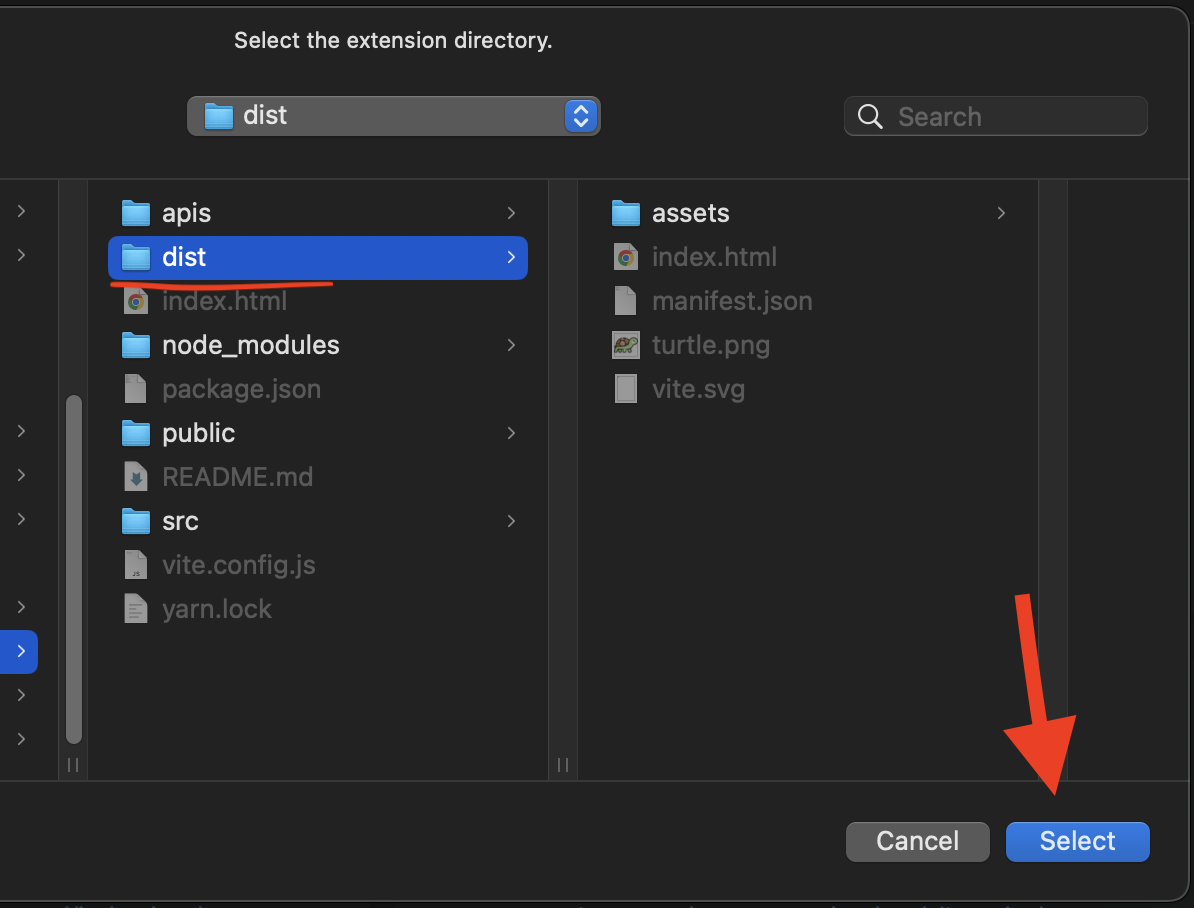 Select the extension directory.
dist
Search
apis
dist
index.html
node_modules
package.json
public
README.md
src
vite.config.js
yarn.lock
assets
index.html
manifest.json
turtle.png
vite.svg
Cancel
Select